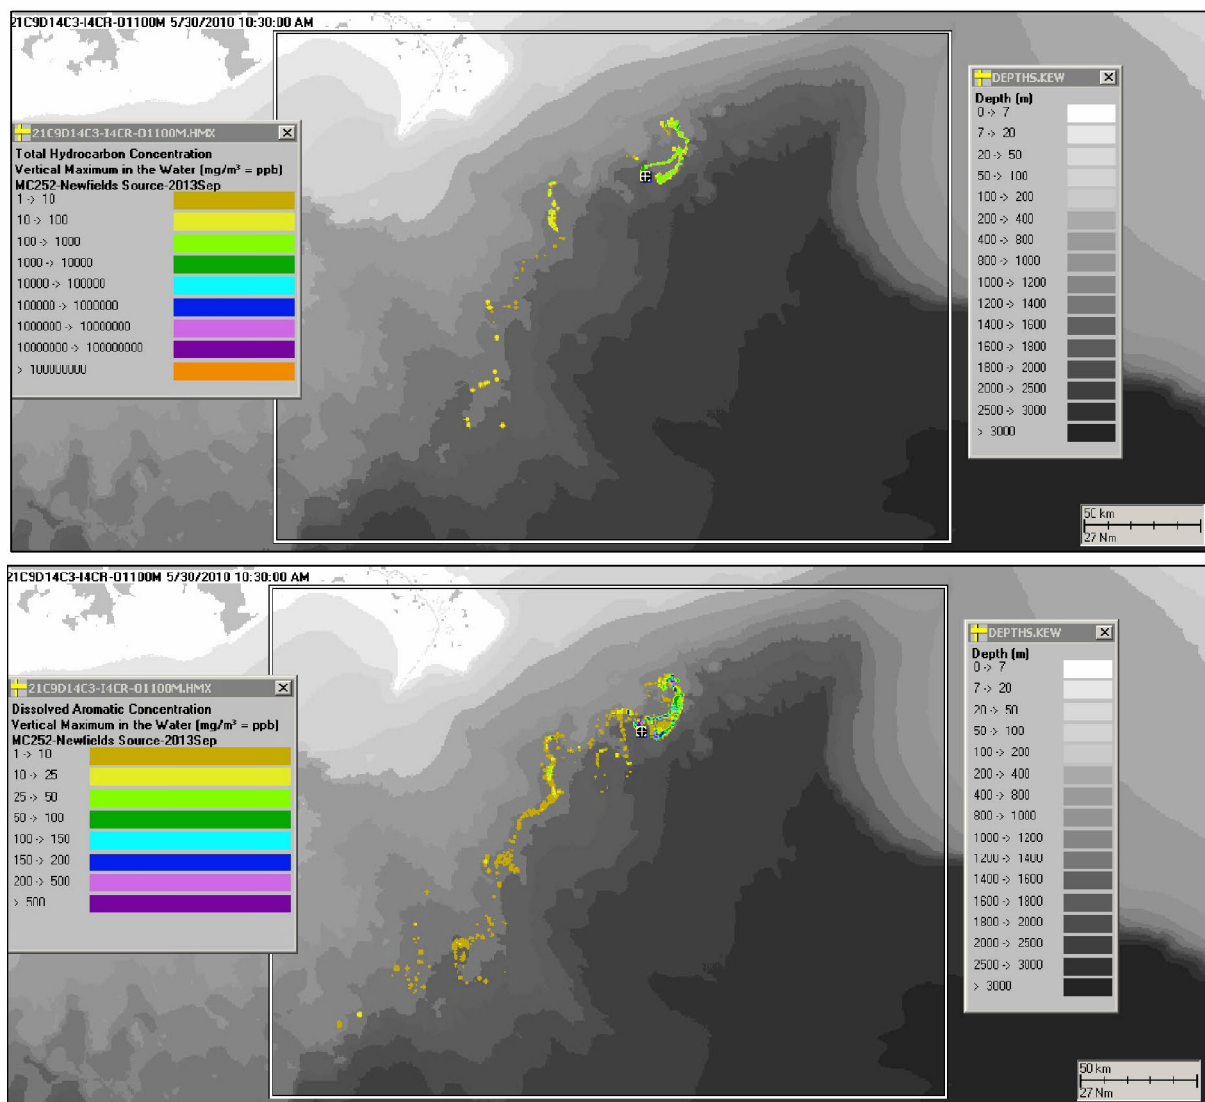 21C9D14C3-I4CR-O1100M 5/30/2010 10:30:00 AM
21C9D14C3-I4CR-O1100M.HMX
Total Hydrocarbon Concentration
Vertical Maximum in the Water (mg/m³ = ppb)
MC252-Newfields Source-2013Sep
1 -> 10
10 -> 100
100 -> 1000
1000 -> 10000
10000 -> 100000
100000 -> 1000000
1000000 -> 10000000
10000000 -> 100000000
> 100000000
DEPTHS.KEW
Depth (m)
0 -> 7
7 -> 20
20 -> 50
50 -> 100
100 -> 200
200 -> 400
400 -> 800
800 -> 1000
1000 -> 1200
1200 -> 1400
1400 -> 1600
1600 -> 1800
1800 -> 2000
2000 -> 2500
2500 -> 3000
> 3000
50 km
27 Nm
21C9D14C3-I4CR-O1100M 5/30/2010 10:30:00 AM
21C9D14C3-I4CR-O1100M.HMX
Dissolved Aromatic Concentration
Vertical Maximum in the Water (mg/m³ = ppb)
MC252-Newfields Source-2013Sep
1 -> 10
10 -> 25
25 -> 50
50 -> 100
100 -> 150
150 -> 200
200 -> 500
> 500
DEPTHS.KEW
Depth (m)
0 -> 7
7 -> 20
20 -> 50
50 -> 100
100 -> 200
200 -> 400
400 -> 800
800 -> 1000
1000 -> 1200
1200 -> 1400
1400 -> 1600
1600 -> 1800
1800 -> 2000
2000 -> 2500
2500 -> 3000
> 3000
50 km
27 Nm